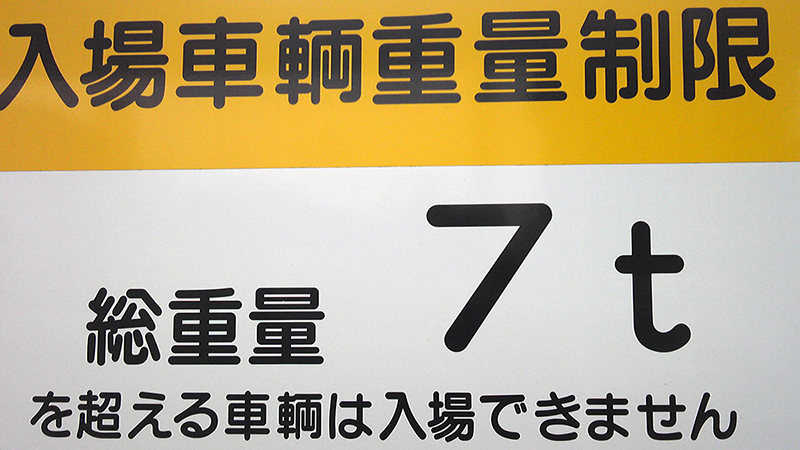 入場車輌重量制限
総重量 7t
を超える車輌は入場できません